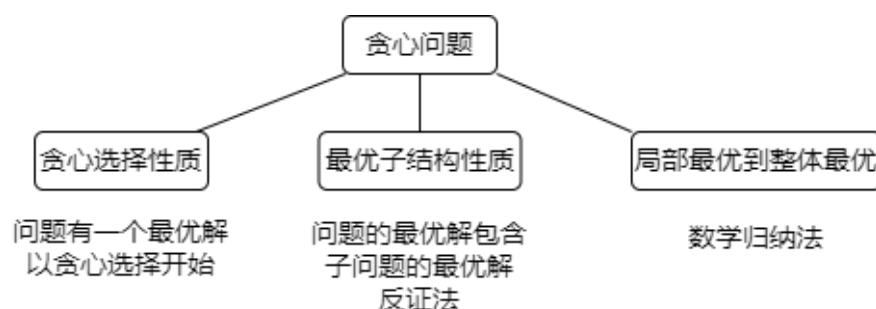 贪心问题
贪心选择性质
最优子结构性质
局部最优到整体最优
问题有一个最优解
以贪心选择开始
问题的最优解包含
子问题的最优解
反证法
数学归纳法